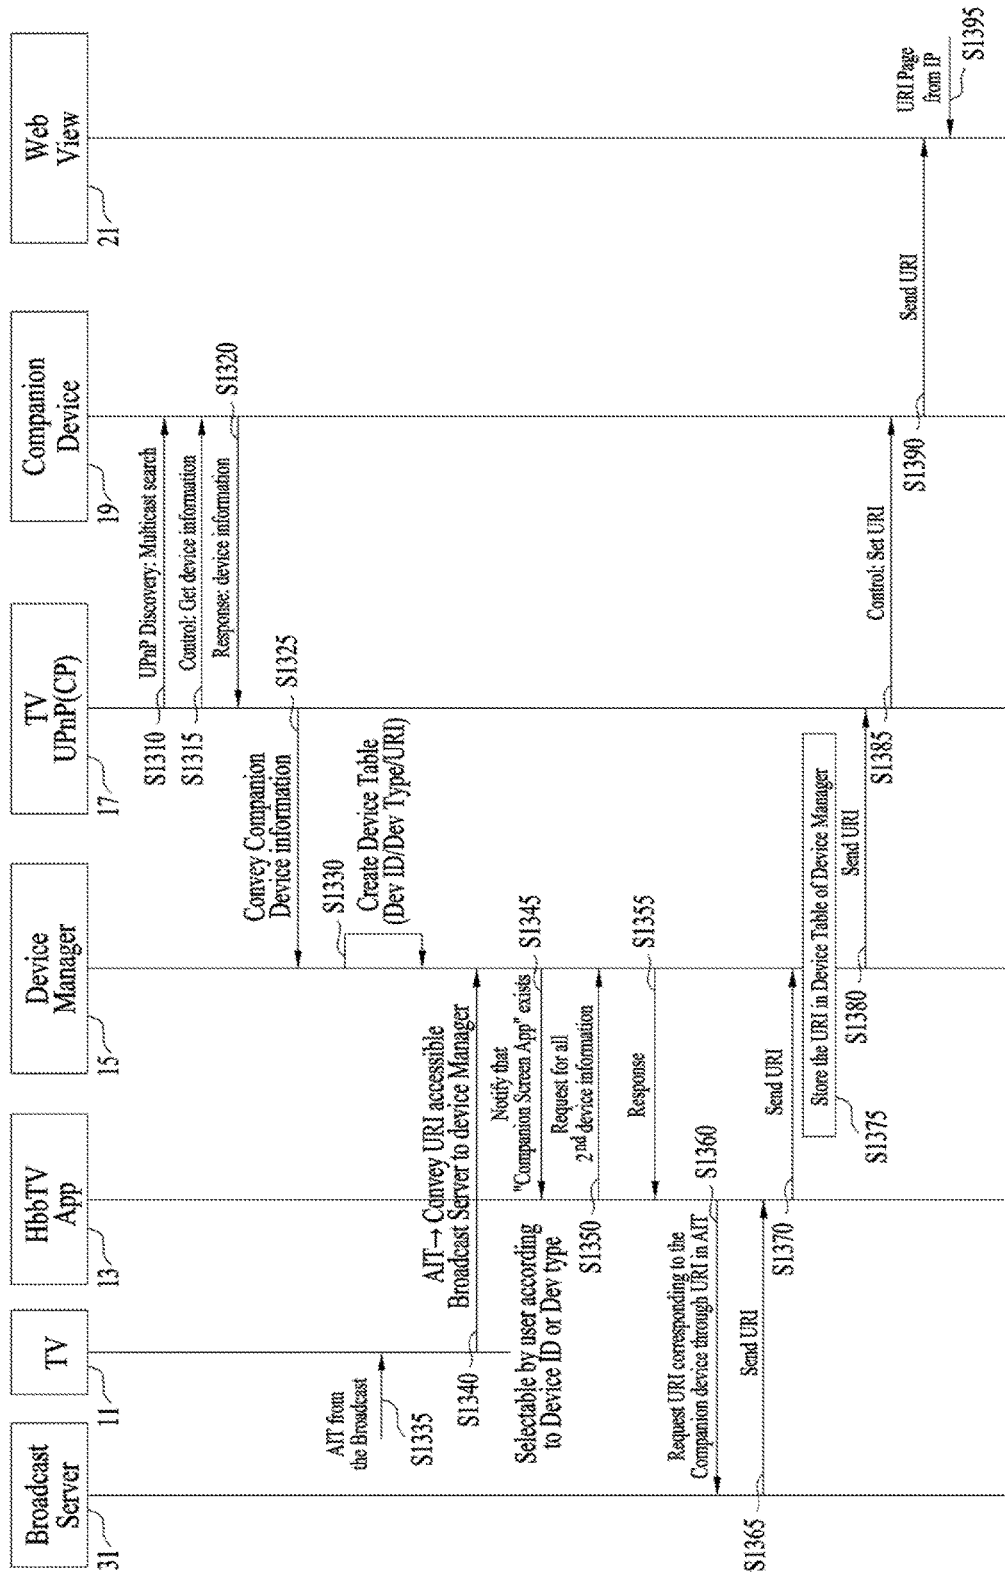 Broadcast
Server
31
TV
11
HbbTV
App
13
Device
Manager
15
TV
UPnP(CP)
17
Companion
Device
19
Web
View
21
UPnP Discovery: Multicast search
S1310
Control: Get device information
S1315
Response: device information
S1320
Convey Companion
Device information
S1325
S1330
Create Device Table
(Dev ID/Dev Type/URI)
AIT from
the Broadcast
S1335
AIT→Convey URI accessible
Broadcast Server to device Manager
S1340
Notify that
"Companion Screen App" exists
S1345
Request for all
2nd device information
S1350
Selectable by user according
to Device ID or Dev type
Response
S1355
Request URI corresponding to the
Companion device through URI in AIT
S1360
Send URI
S1365
Send URI
S1370
Store the URI in Device Table of Device Manager
S1375
Send URI
S1380
Control: Set URI
S1385
Send URI
S1390
URI Page
from IP
S1395